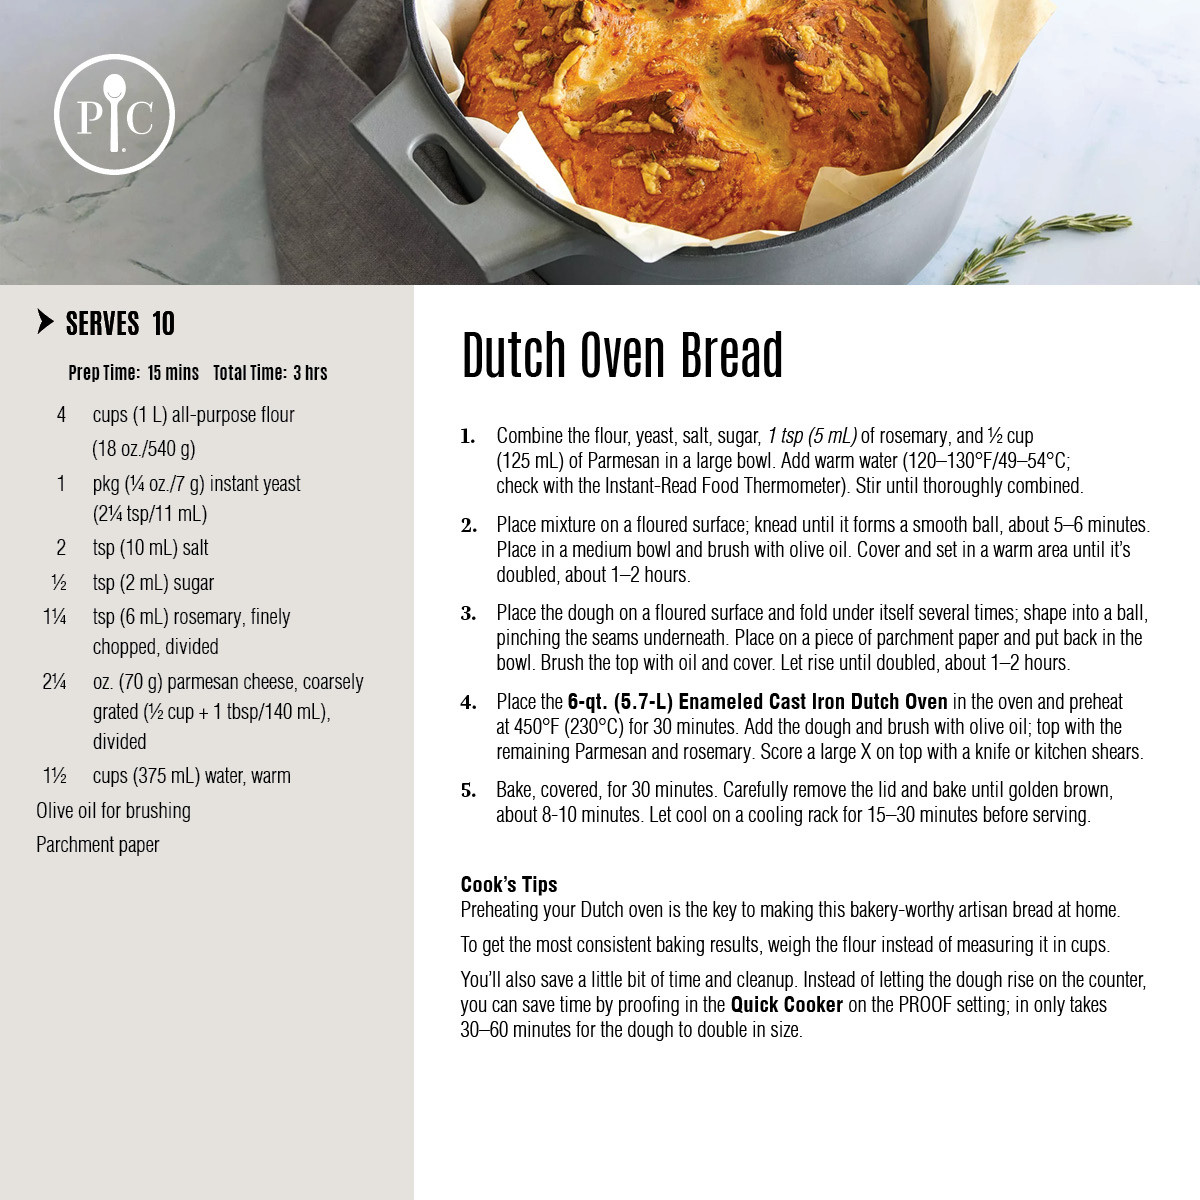 P C
SERVES 10
Prep Time: 15 mins Total Time: 3 hrs
4 cups (1 L) all-purpose flour
(18 oz./540 g)
1 pkg (¼ oz./7 g) instant yeast
(2¼ tsp/11 mL)
2 tsp (10 mL) salt
½ tsp (2 mL) sugar
1¼ tsp (6 mL) rosemary, finely
chopped, divided
2¼ oz. (70 g) parmesan cheese, coarsely
grated (½ cup + 1 tbsp/140 mL),
divided
1½ cups (375 mL) water, warm
Olive oil for brushing
Parchment paper
Dutch Oven Bread
1. Combine the flour, yeast, salt, sugar, 1 tsp (5 mL) of rosemary, and ½ cup
(125 mL) of Parmesan in a large bowl. Add warm water (120–130°F/49–54°C;
check with the Instant-Read Food Thermometer). Stir until thoroughly combined.
2. Place mixture on a floured surface; knead until it forms a smooth ball, about 5–6 minutes.
Place in a medium bowl and brush with olive oil. Cover and set in a warm area until it's
doubled, about 1–2 hours.
3. Place the dough on a floured surface and fold under itself several times; shape into a ball,
pinching the seams underneath. Place on a piece of parchment paper and put back in the
bowl. Brush the top with oil and cover. Let rise until doubled, about 1–2 hours.
4. Place the 6-qt. (5.7-L) Enameled Cast Iron Dutch Oven in the oven and preheat
at 450°F (230°C) for 30 minutes. Add the dough and brush with olive oil; top with the
remaining Parmesan and rosemary. Score a large X on top with a knife or kitchen shears.
5. Bake, covered, for 30 minutes. Carefully remove the lid and bake until golden brown,
about 8-10 minutes. Let cool on a cooling rack for 15–30 minutes before serving.
Cook's Tips
Preheating your Dutch oven is the key to making this bakery-worthy artisan bread at home.
To get the most consistent baking results, weigh the flour instead of measuring it in cups.
You'll also save a little bit of time and cleanup. Instead of letting the dough rise on the counter,
you can save time by proofing in the Quick Cooker on the PROOF setting; in only takes
30–60 minutes for the dough to double in size.